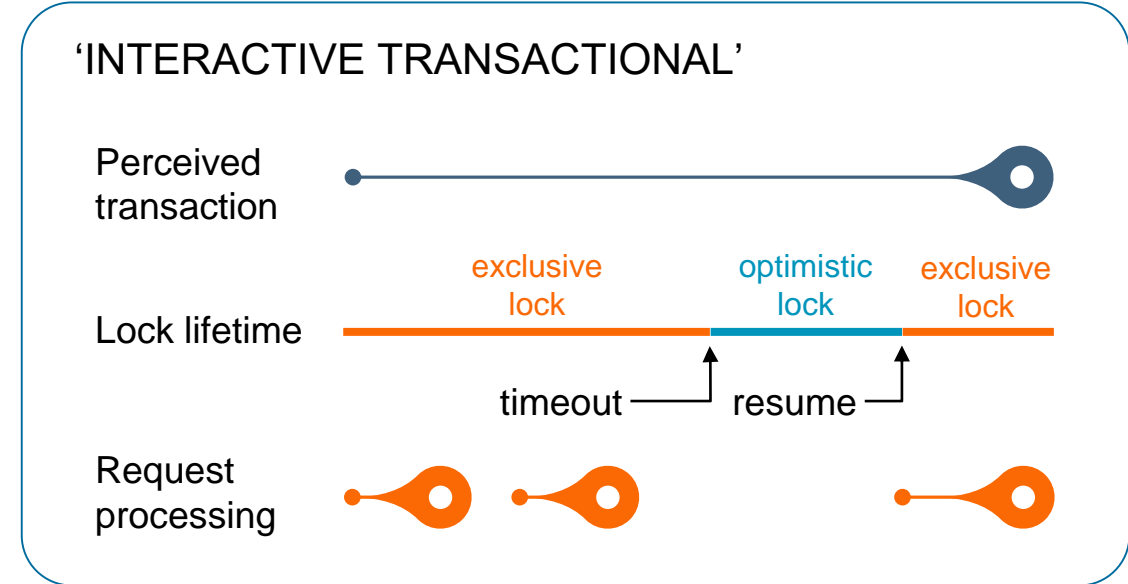 ‘INTERACTIVE TRANSACTIONAL’
Perceived
transaction
exclusive
lock
optimistic
lock
exclusive
lock
Lock lifetime
timeout
resume
Request
processing